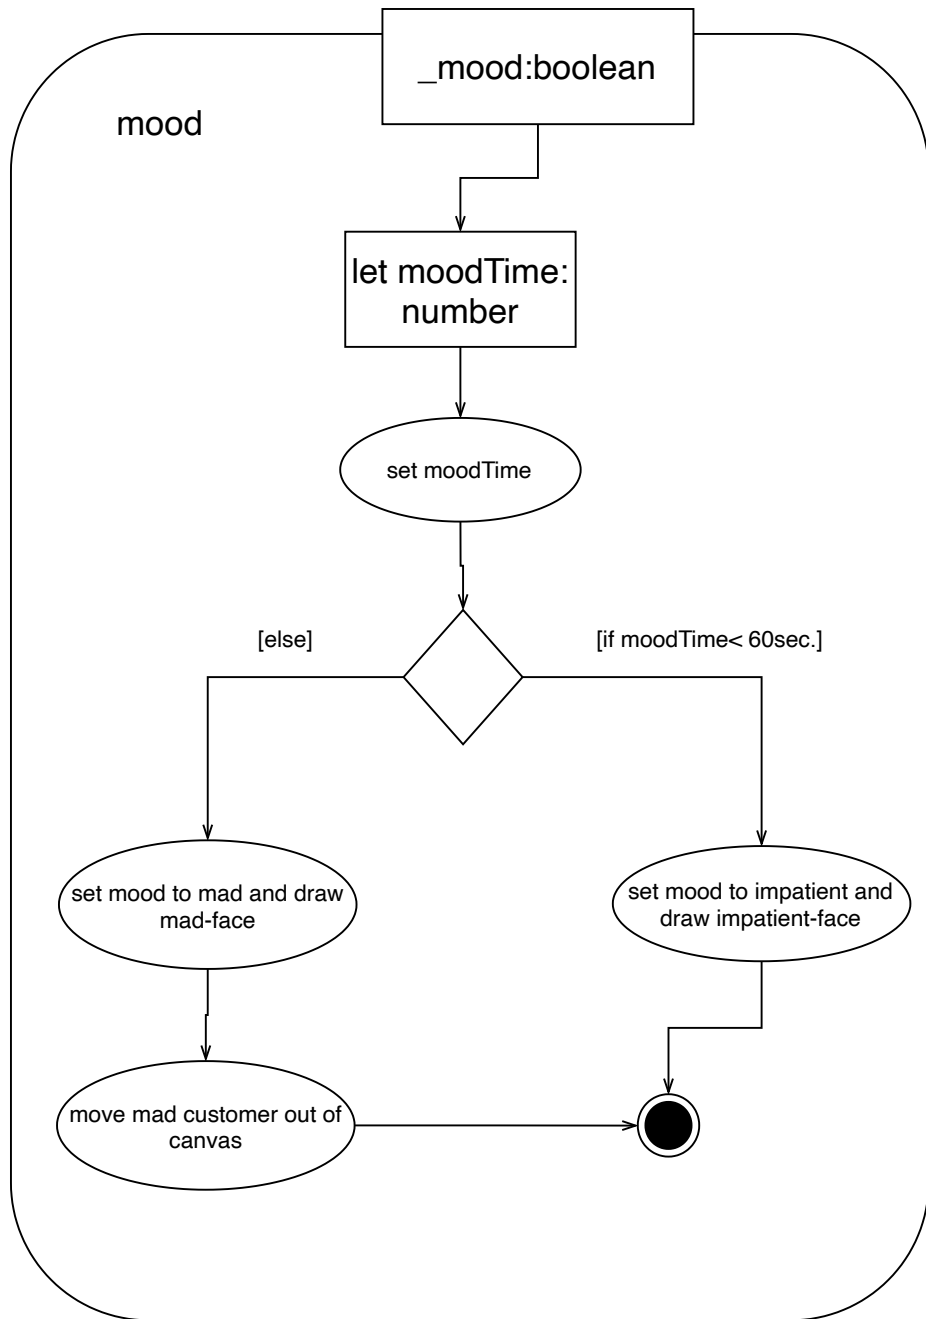 _mood:boolean
mood
let moodTime:
number
set moodTime
[else]
[if moodTime< 60sec.]
set mood to mad and draw
mad-face
set mood to impatient and
draw impatient-face
move mad customer out of
canvas